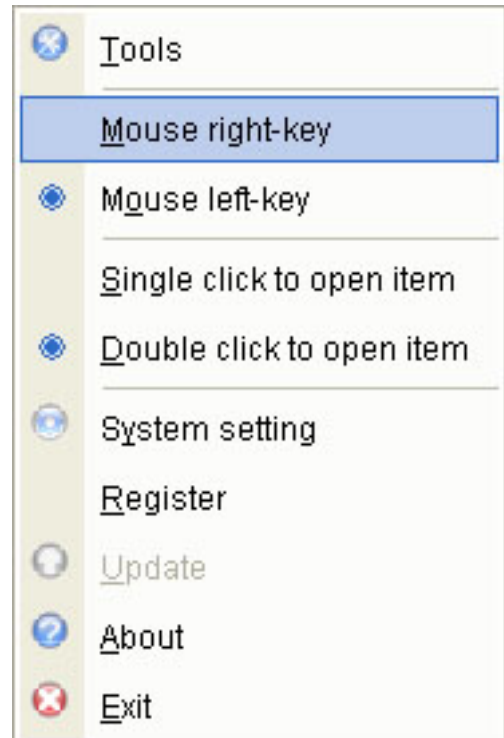 Tools
Mouse right-key
Mouse left-key
Single click to open item
Double click to open item
System setting
Register
Update
About
Exit